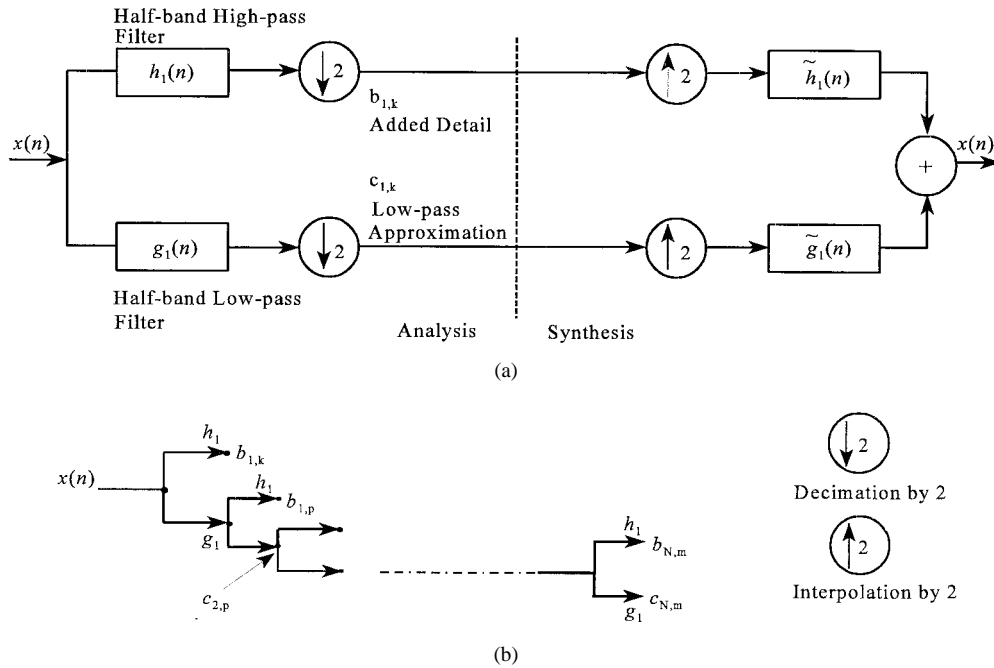 Half-band High-pass
Filter
h₁(n)
↓ 2
b₁,k
Added Detail
↑ 2
h̃₁(n)
x(n)
x(n)
+
c₁,k
Low-pass
Approximation
g₁(n)
↓ 2
↑ 2
g̃₁(n)
Half-band Low-pass
Filter
Analysis
Synthesis
(a)
h₁
b₁,k
x(n)
h₁
b₁,p
g₁
c₂,p
h₁
b_N,m
g₁
c_N,m
↓ 2
Decimation by 2
↑ 2
Interpolation by 2
(b)